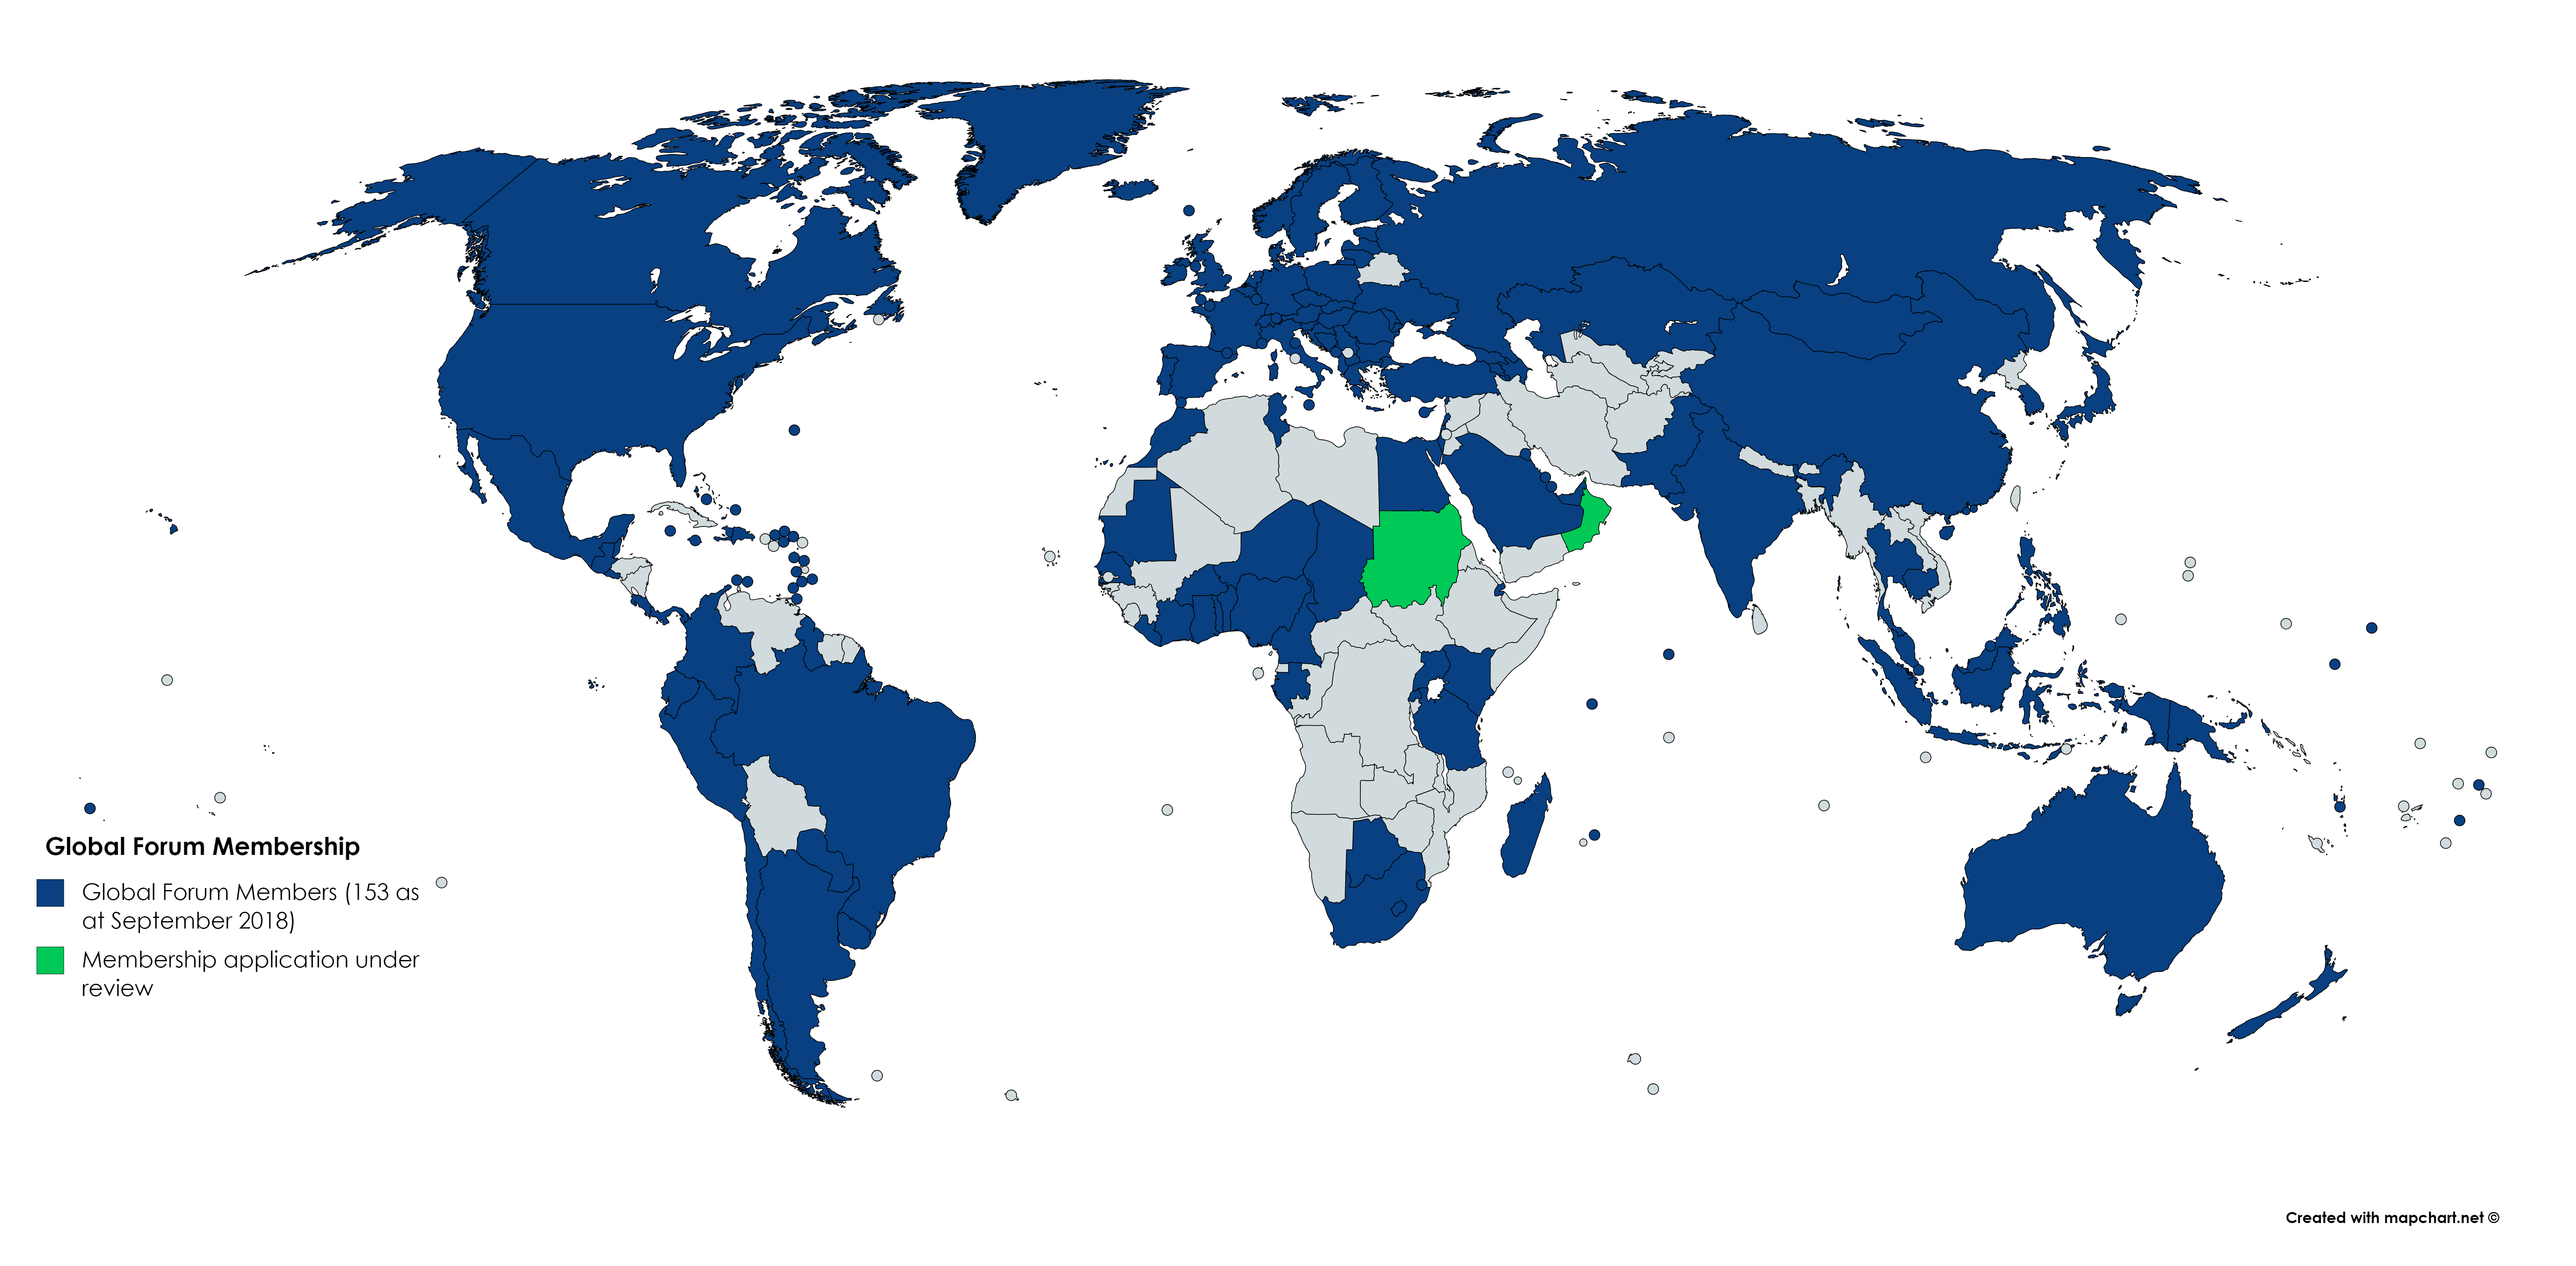 Global Forum Membership
Global Forum Members (153 as
at September 2018)
Membership application under
review
Created with mapchart.net ©